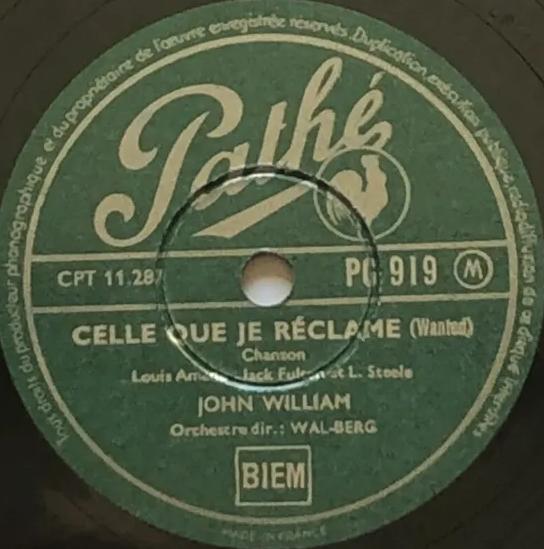 Tous droits du producteur phonographique et du propriétaire de l'œuvre enregistrée réservés. Duplication, exécution publique, radiodiffusion de ce disque interdites
Pathé
CPT 11.287 PG 919 M
CELLE QUE JE RÉCLAME (Wanted)
Chanson
Louis Jack et L. Steele
JOHN WILLIAM
Orchestre dir.: WAL-BERG
BIEM
MADE IN FRANCE